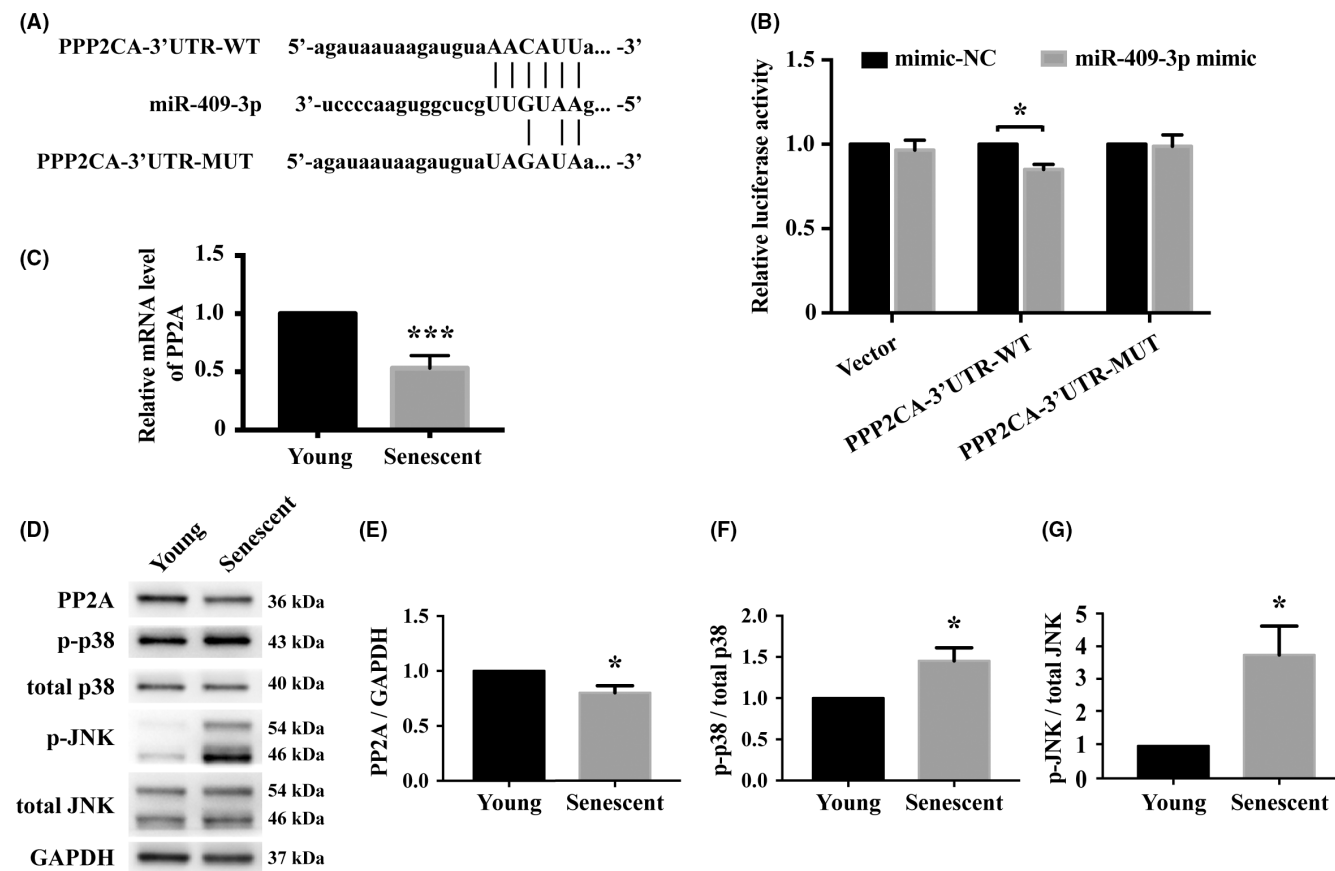 (A)
PPP2CA-3’UTR-WT 5’-agauaauaagauguaAACAUUa... -3’
miR-409-3p 3’-uccccaaguggcucgUUGUAAg... -5’
PPP2CA-3’UTR-MUT 5’-agauaauaagauguaUAGAUAa... -3’
(B)
mimic-NC miR-409-3p mimic
Relative luciferase activity
1.5
1.0
0.5
0
*
Vector
PPP2CA-3’UTR-WT
PPP2CA-3’UTR-MUT
(C)
Relative mRNA level
of PP2A
1.5
1.0
0.5
0
***
Young Senescent
(D)
Young Senescent
PP2A 36 kDa
p-p38 43 kDa
total p38 40 kDa
p-JNK 54 kDa
46 kDa
total JNK 54 kDa
46 kDa
GAPDH 37 kDa
(E)
PP2A / GAPDH
1.5
1.0
0.5
0.0
*
Young Senescent
(F)
p-p38 / total p38
2.0
1.5
1.0
0.5
0.0
*
Young Senescent
(G)
p-JNK / total JNK
5
4
3
2
1
0
*
Young Senescent